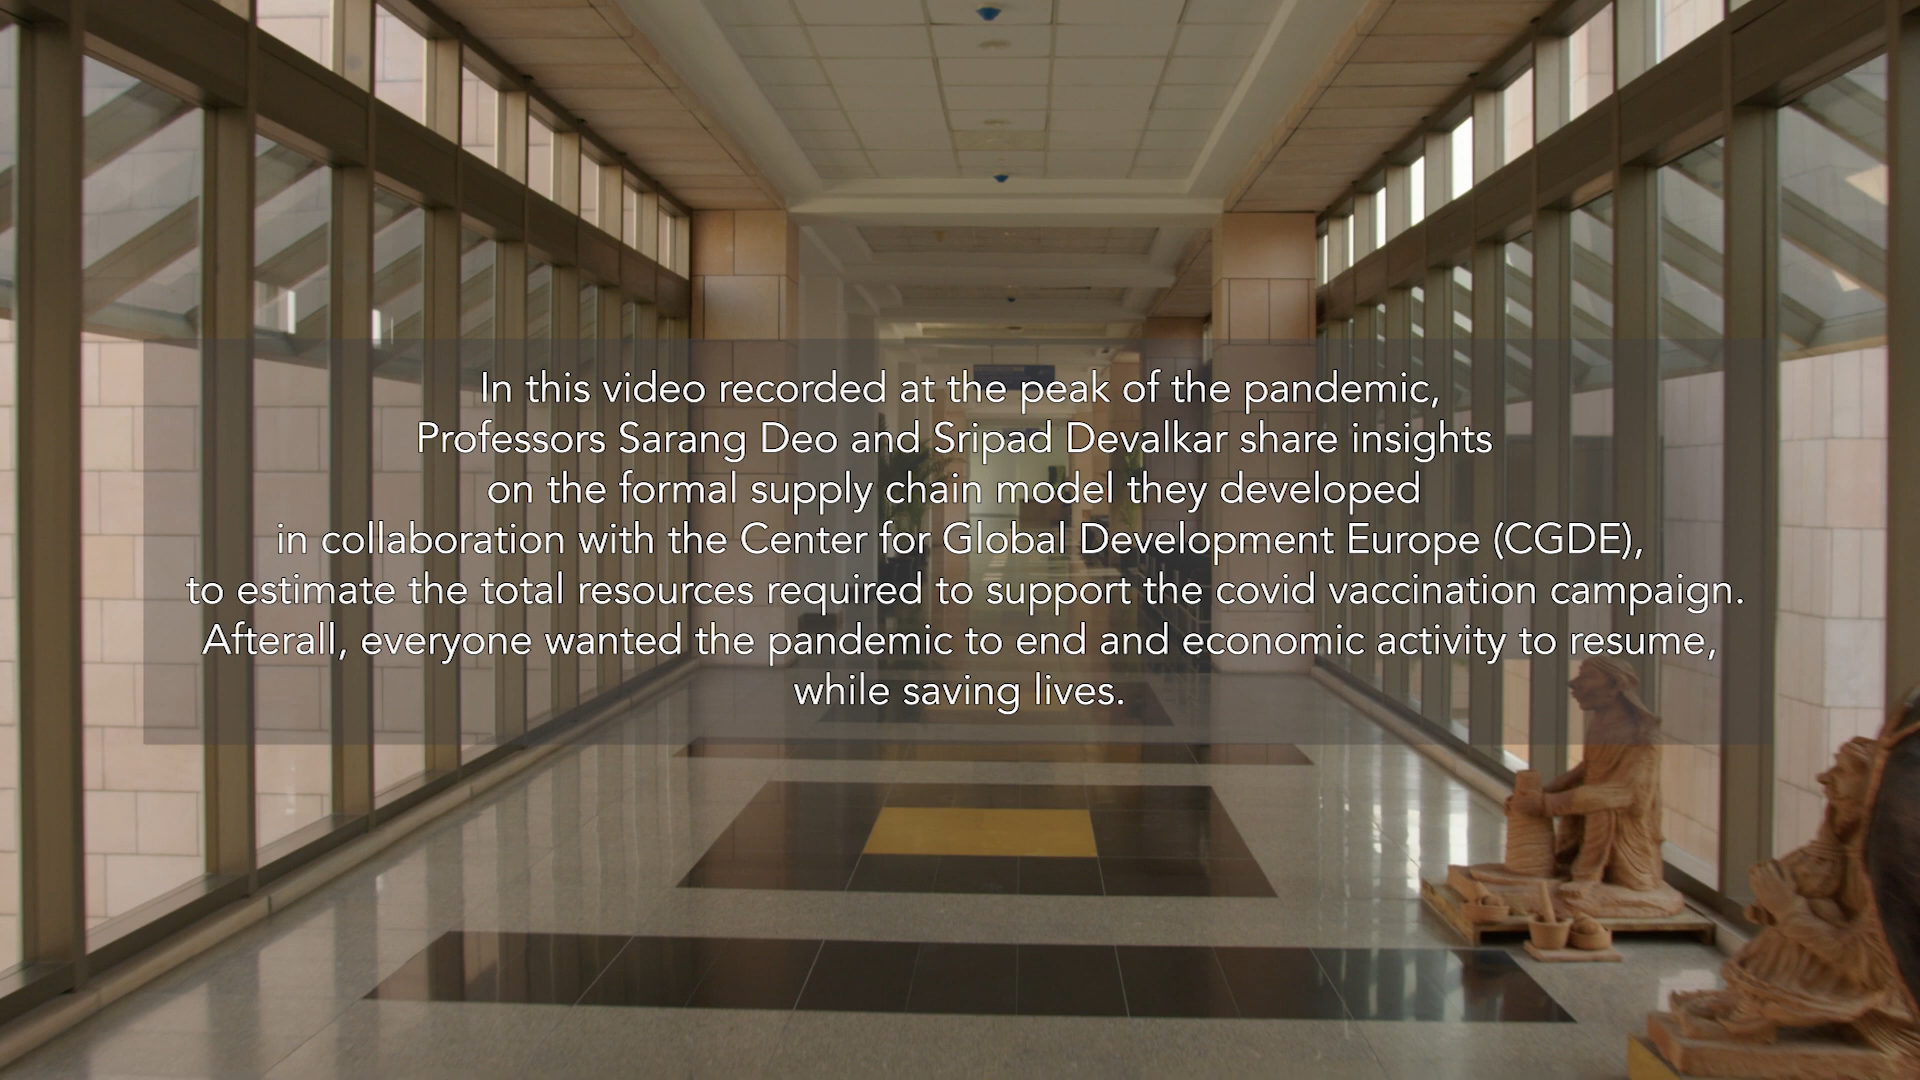 In this video recorded at the peak of the pandemic,
Professors Sarang Deo and Sripad Devalkar share insights
on the formal supply chain model they developed
in collaboration with the Center for Global Development Europe (CGDE),
to estimate the total resources required to support the covid vaccination campaign.
Afterall, everyone wanted the pandemic to end and economic activity to resume,
while saving lives.